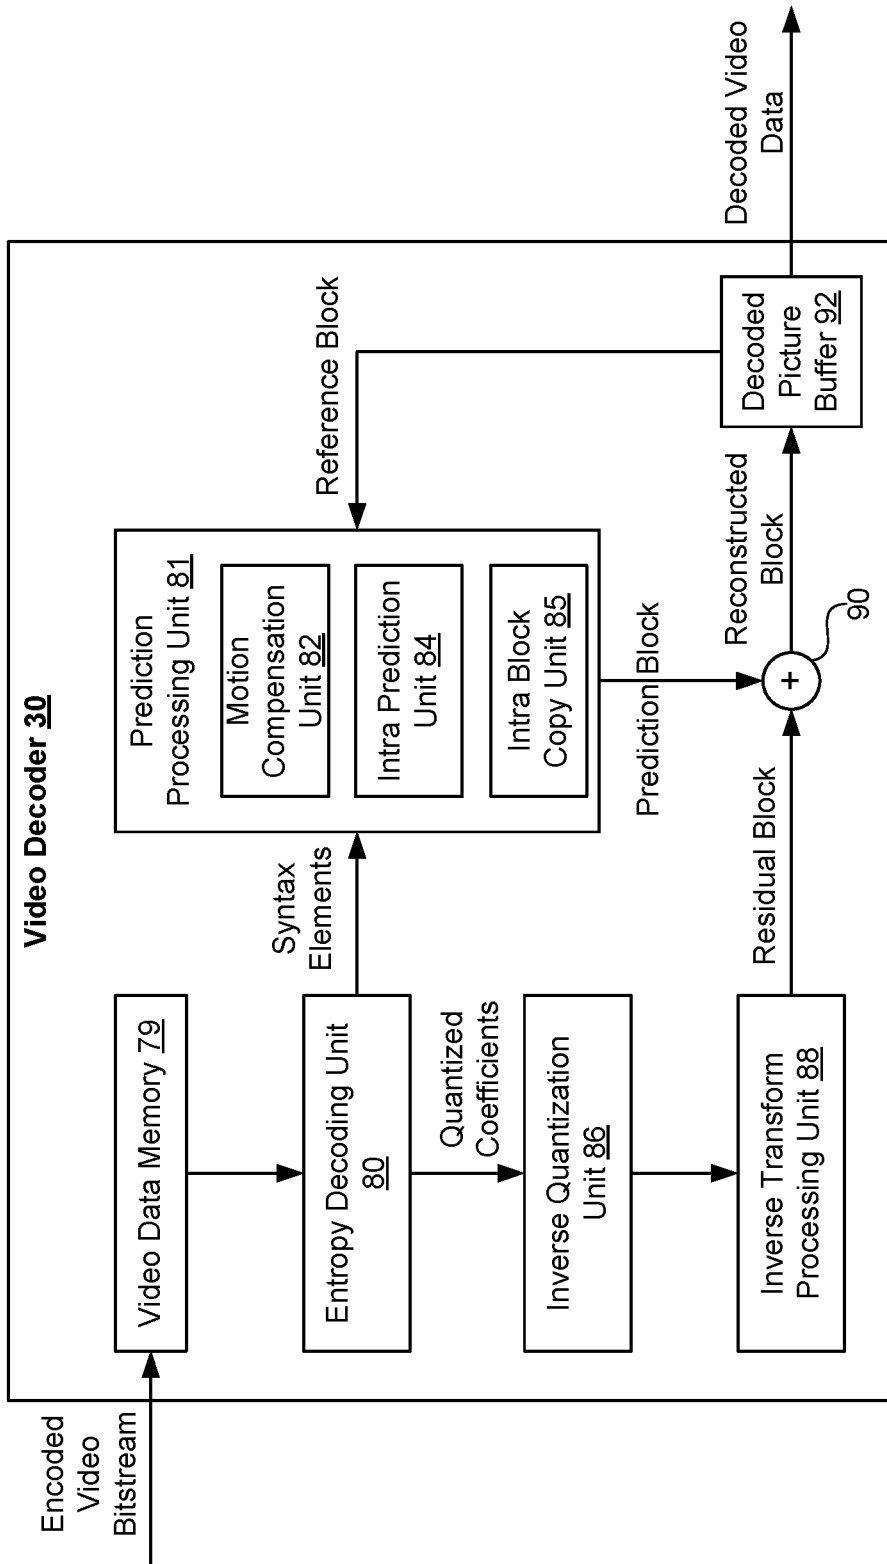 Video Decoder 30
Encoded Video
Video
Bitstream
Video Data Memory 79
Entropy Decoding Unit
80
Syntax
Elements
Quantized
Coefficients
Inverse Quantization
Unit 86
Inverse Transform
Processing Unit 88
Prediction
Processing Unit 81
Motion
Compensation
Unit 82
Intra Prediction
Unit 84
Intra Block
Copy Unit 85
Reference Block
Prediction Block
Residual Block
+
90
Reconstructed
Block
Decoded
Picture
Buffer 92
Decoded Video
Data